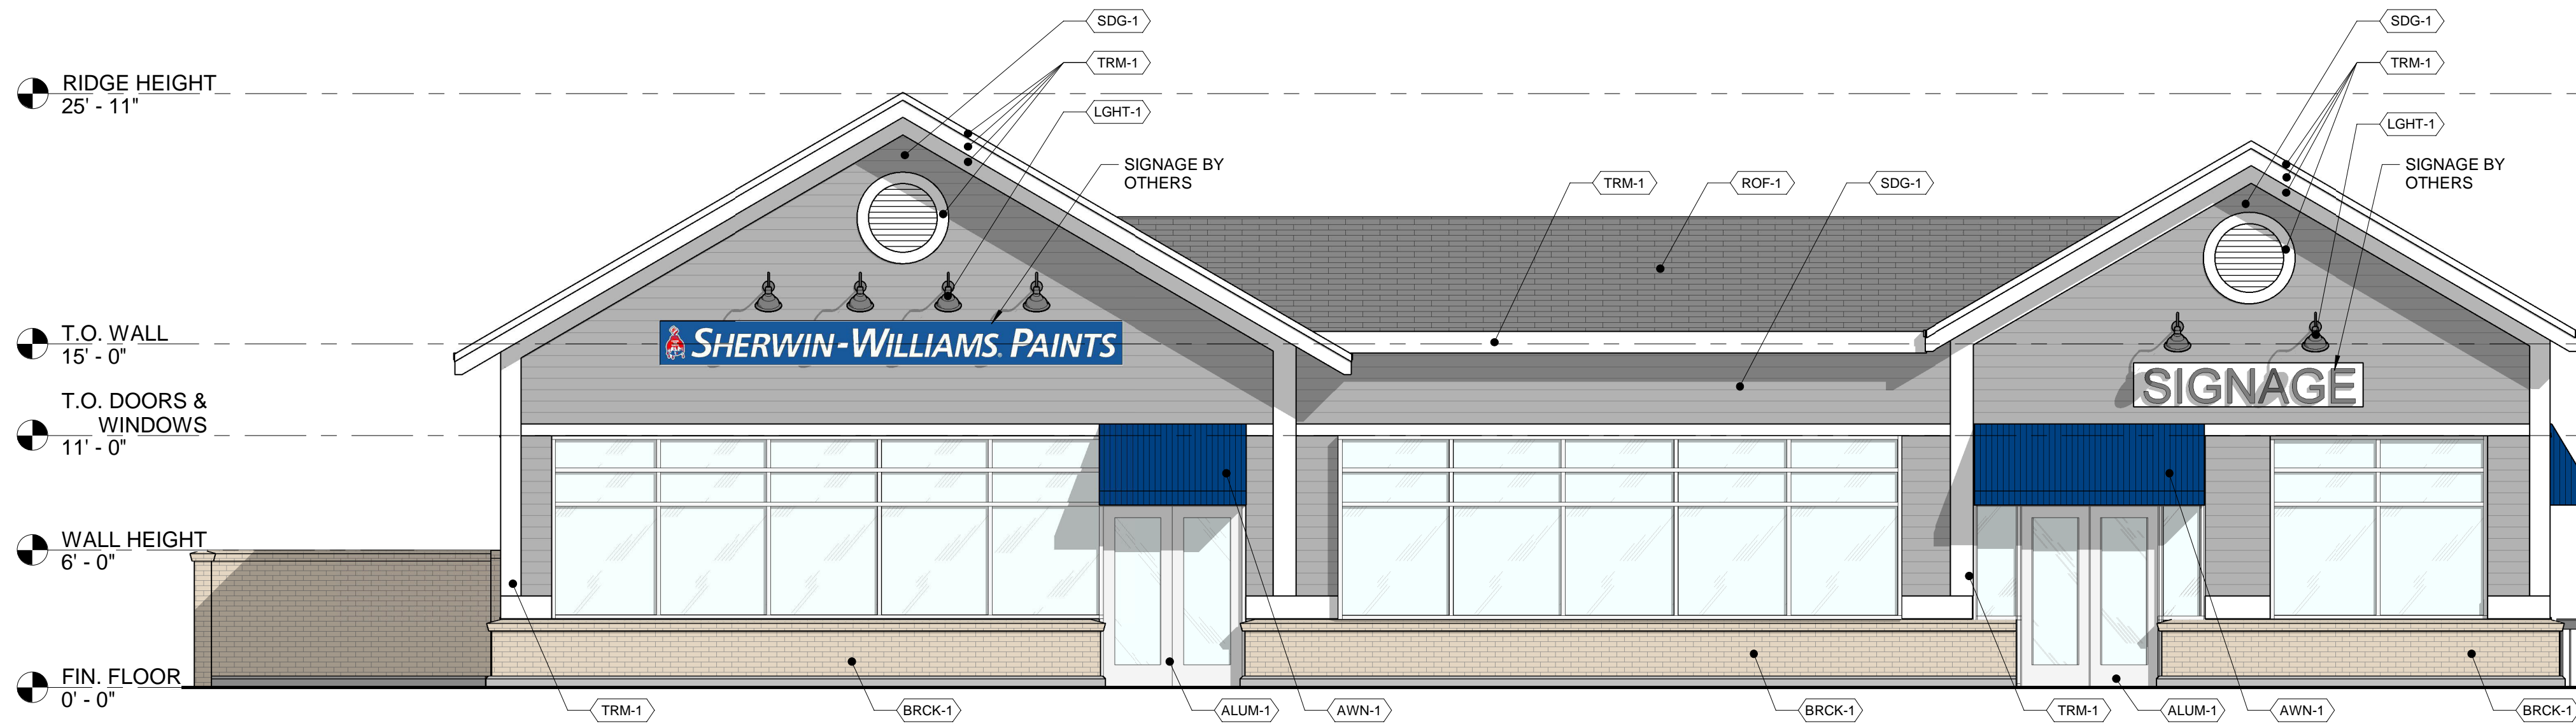 SDG-1
SDG-1
TRM-1
TRM-1
RIDGE HEIGHT
25' - 11"
LGHT-1
LGHT-1
SIGNAGE BY
OTHERS
SIGNAGE BY
OTHERS
TRM-1
ROF-1
SDG-1
T.O. WALL
15' - 0"
SHERWIN-WILLIAMS. PAINTS
SIGNAGE
T.O. DOORS &
WINDOWS
11' - 0"
WALL HEIGHT
6' - 0"
FIN. FLOOR
0' - 0"
TRM-1
BRCK-1
ALUM-1
AWN-1
BRCK-1
TRM-1
ALUM-1
AWN-1
BRCK-1